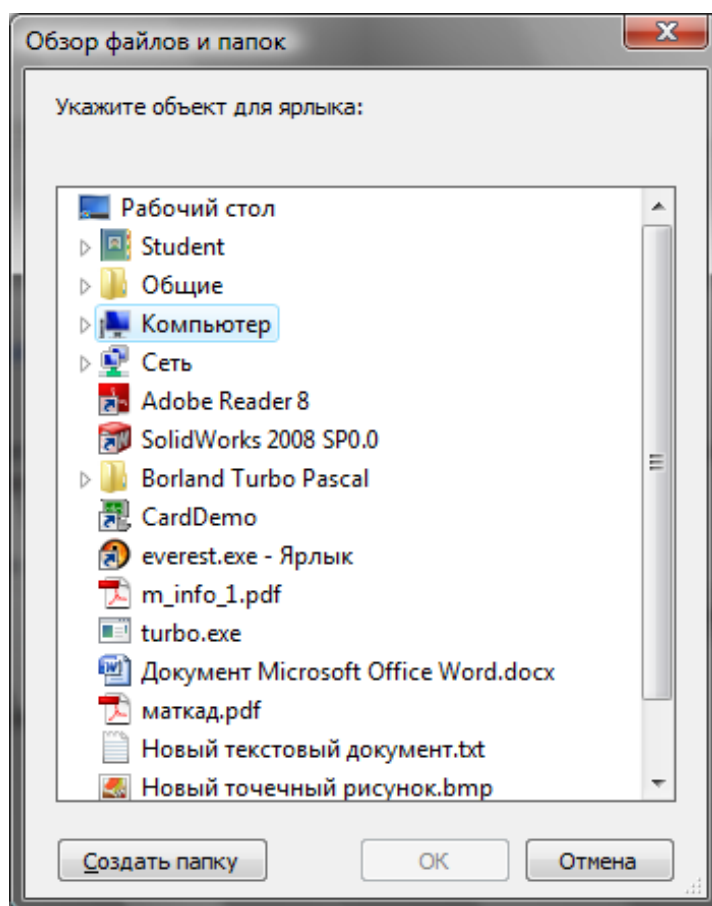 Обзор файлов и папок
Укажите объект для ярлыка:
Рабочий стол
Student
Общие
Компьютер
Сеть
Adobe Reader 8
SolidWorks 2008 SP0.0
Borland Turbo Pascal
CardDemo
everest.exe - Ярлык
m_info_1.pdf
turbo.exe
Документ Microsoft Office Word.docx
маткад.pdf
Новый текстовый документ.txt
Новый точечный рисунок.bmp
Создать папку ОК Отмена